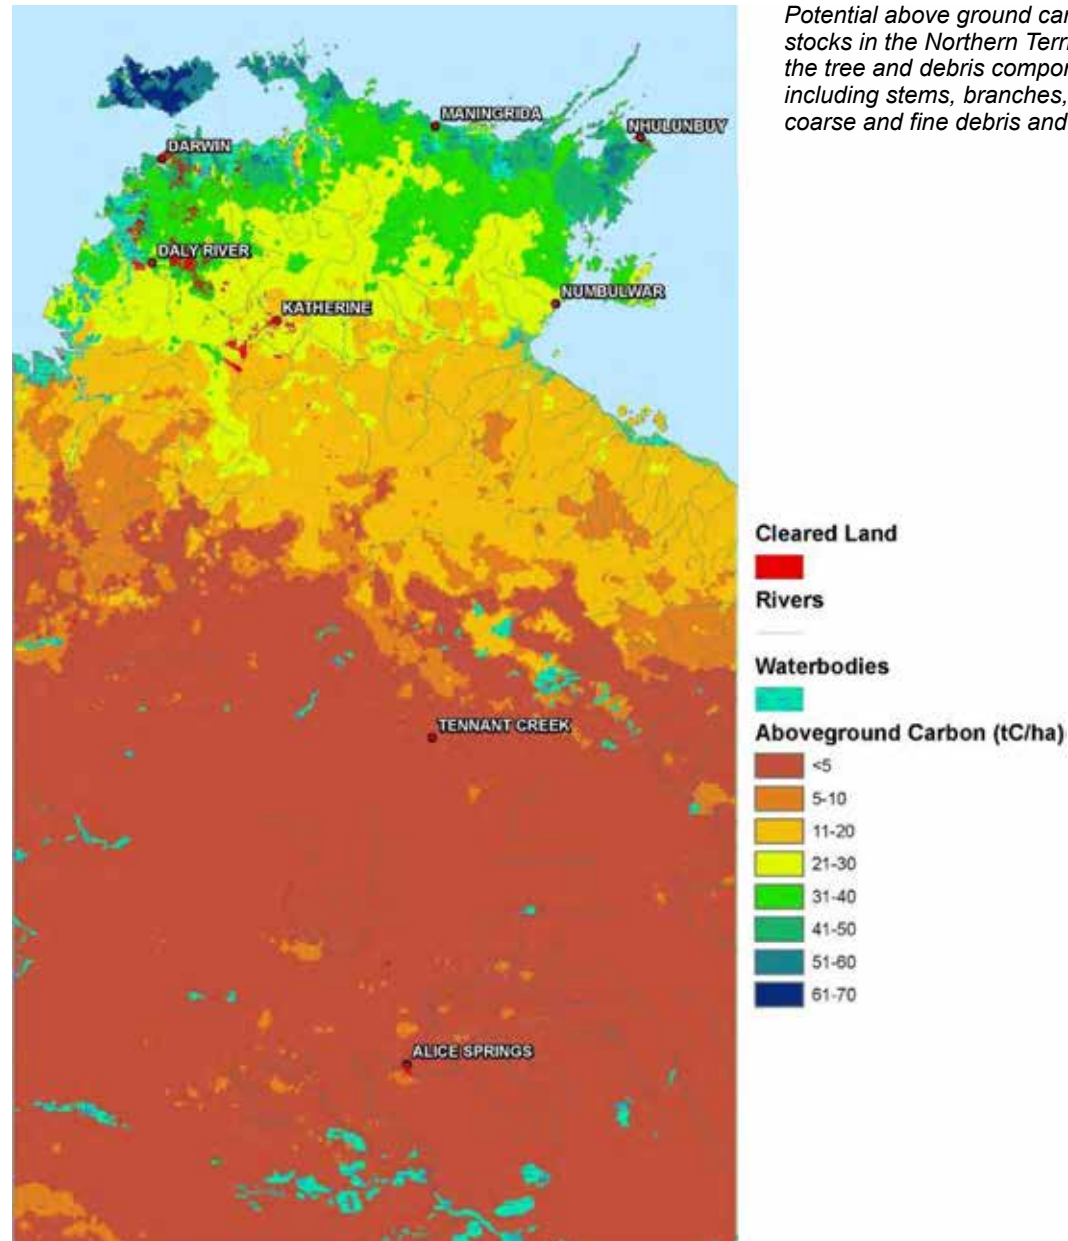 Potential above ground car
stocks in the Northern Terri
the tree and debris compor
including stems, branches,
coarse and fine debris and
MANINGRIDA
NHULUNBUY
DARWIN
DALY RIVER
NUMBULWAR
KATHERINE
TENNANT CREEK
ALICE SPRINGS
Cleared Land
Rivers
Waterbodies
Aboveground Carbon (tC/ha)
<5
5-10
11-20
21-30
31-40
41-50
51-60
61-70